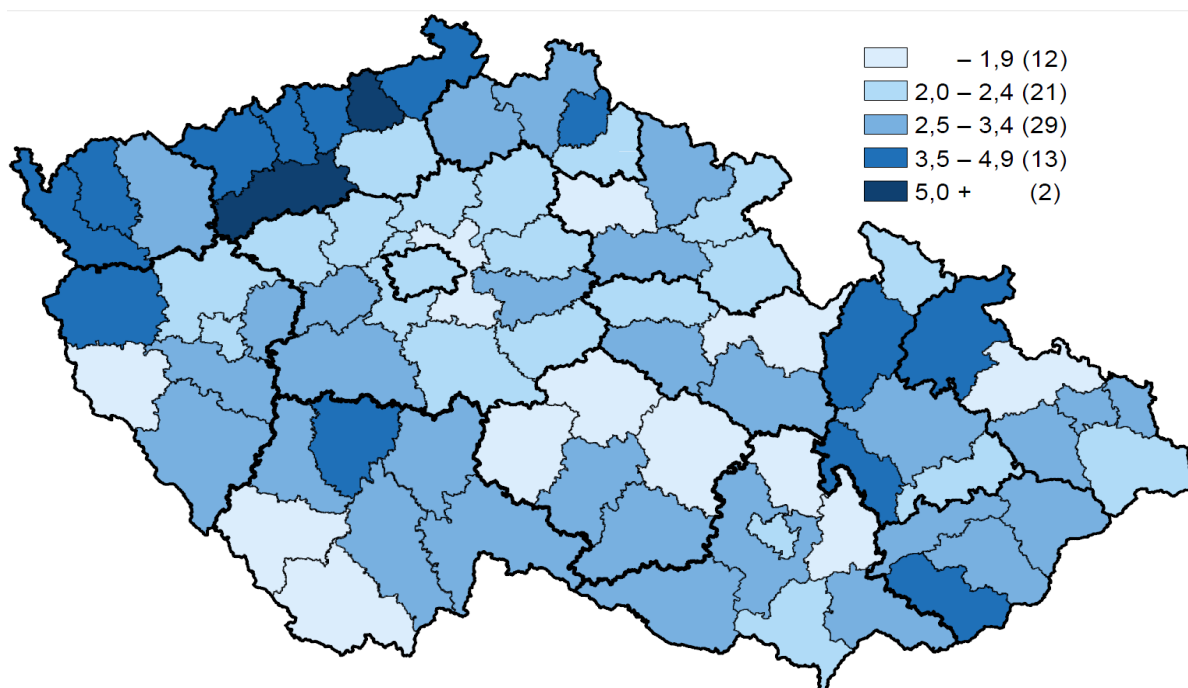 – 1,9 (12)
2,0 – 2,4 (21)
2,5 – 3,4 (29)
3,5 – 4,9 (13)
5,0 + (2)